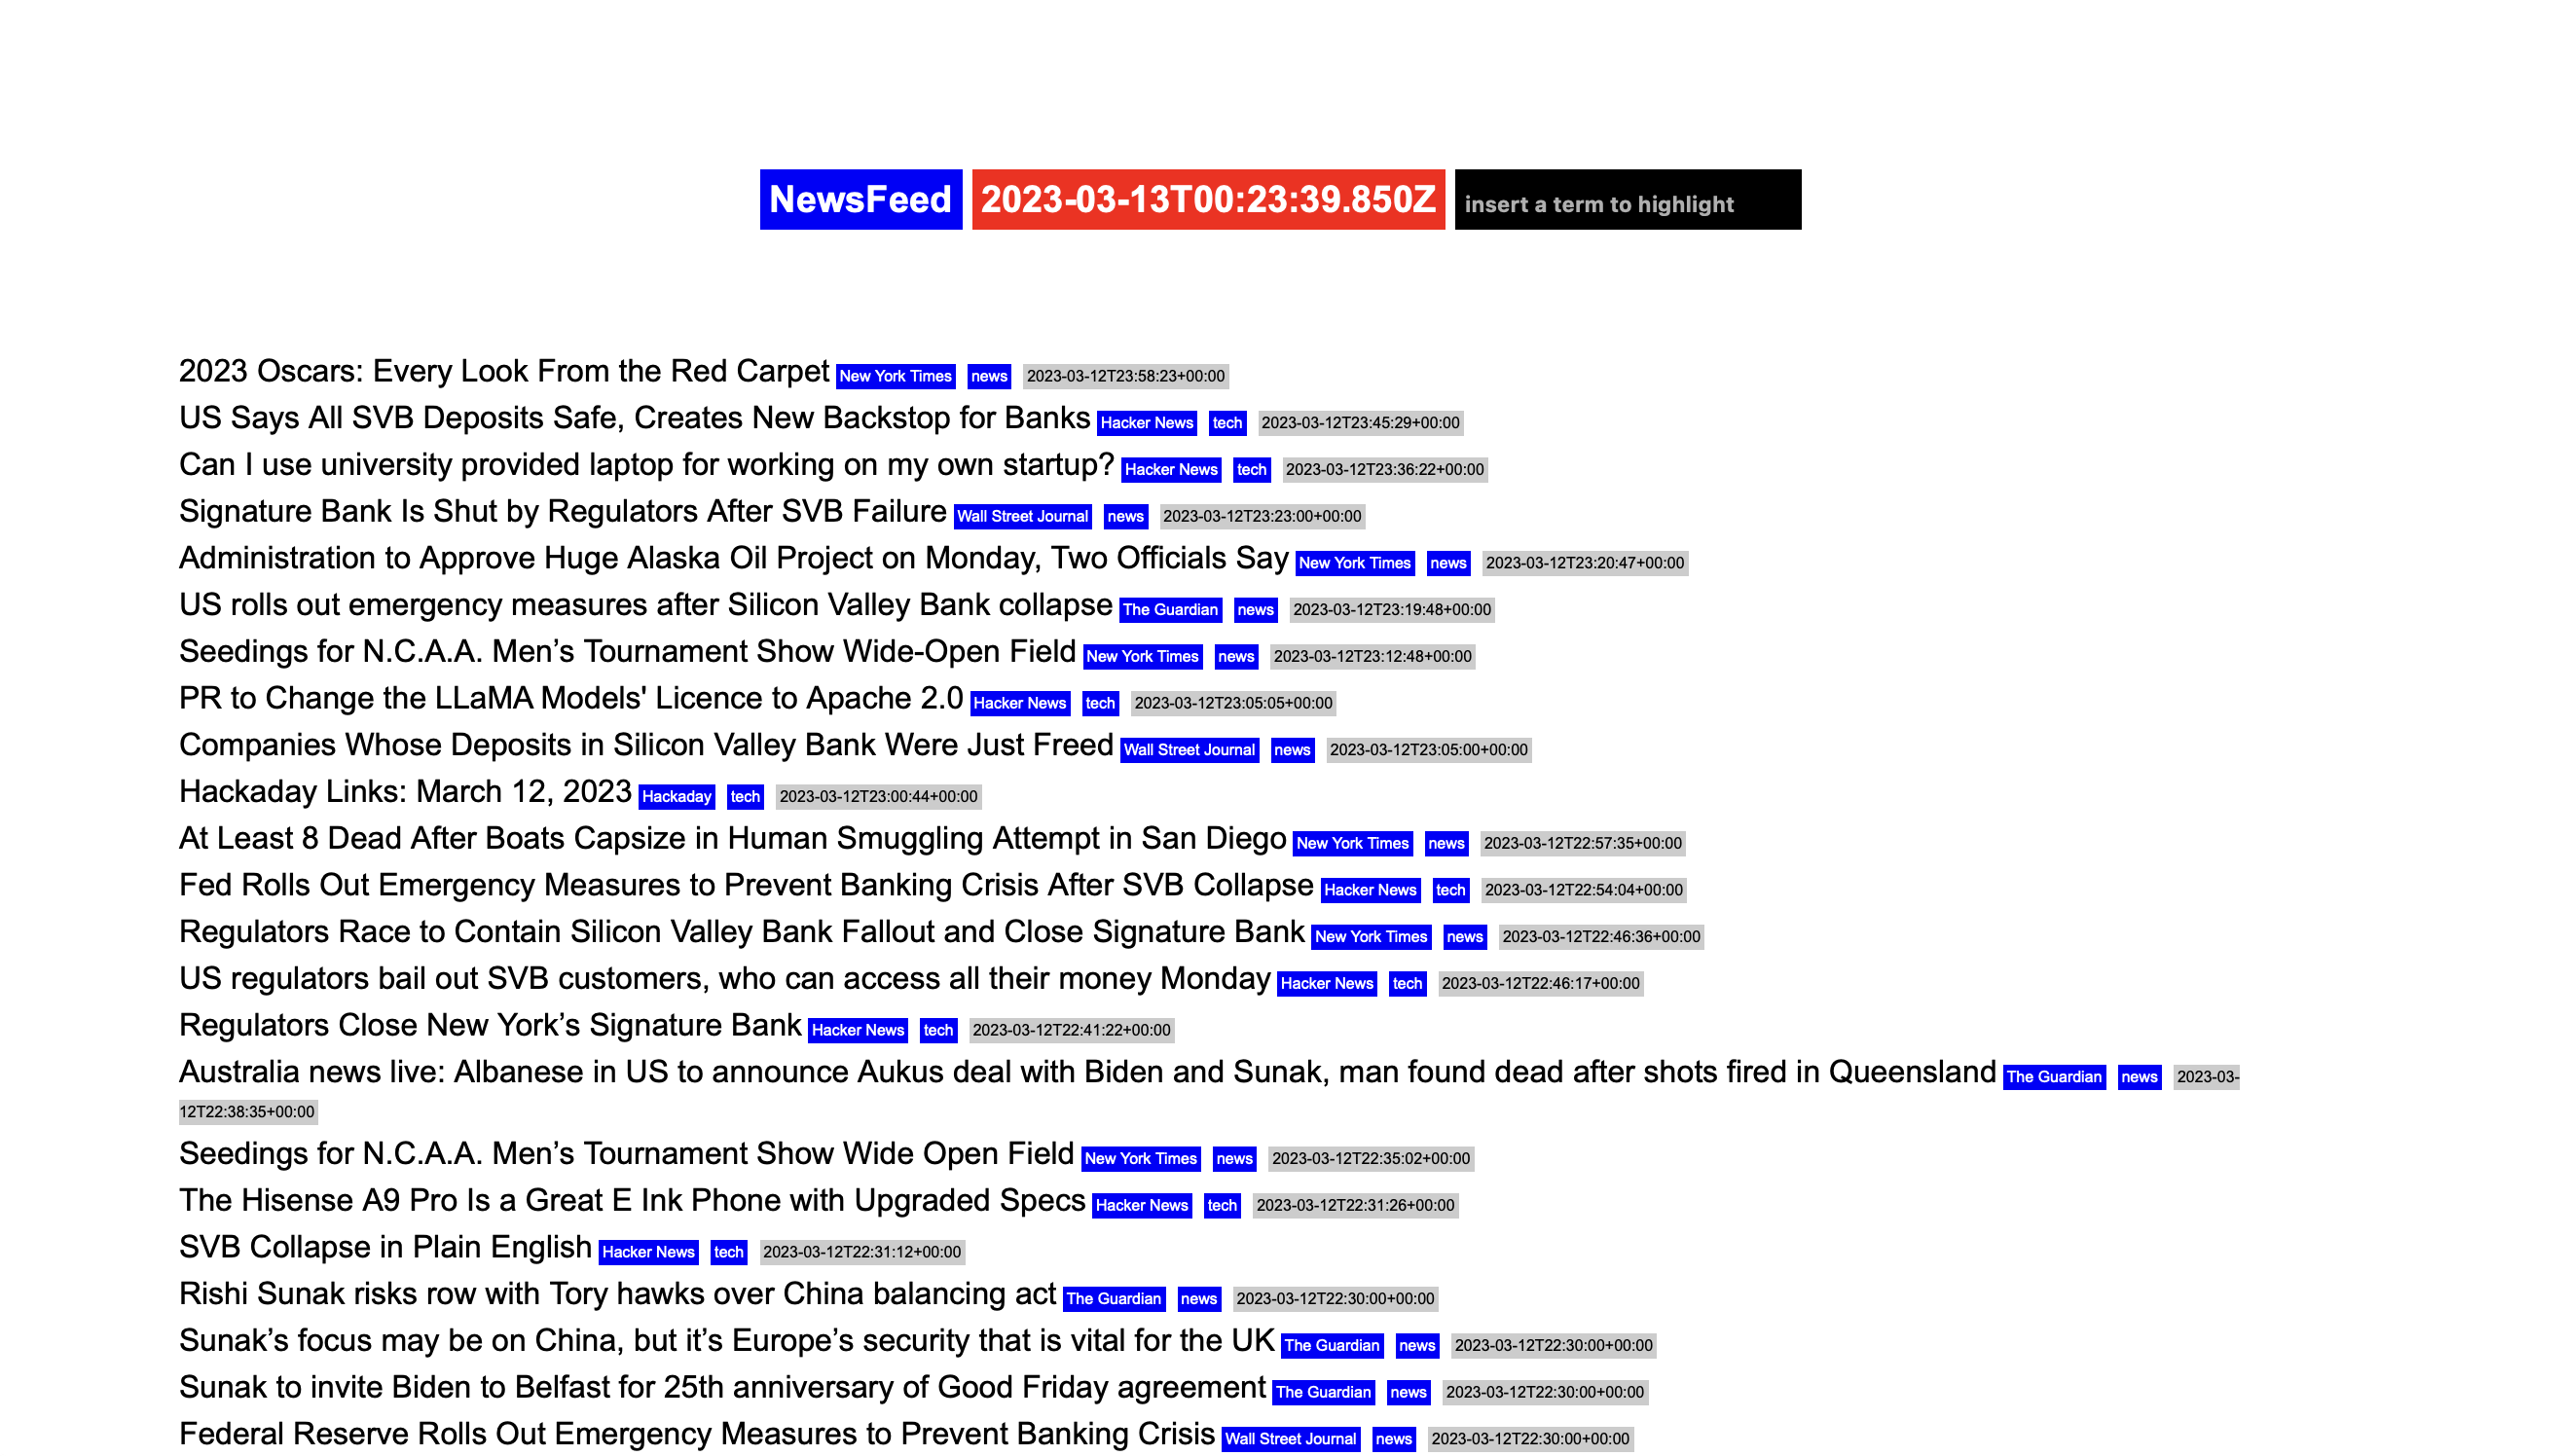 NewsFeed 2023-03-13T00:23:39.850Z insert a term to highlight
2023 Oscars: Every Look From the Red Carpet New York Times news 2023-03-12T23:58:23+00:00
US Says All SVB Deposits Safe, Creates New Backstop for Banks Hacker News tech 2023-03-12T23:45:29+00:00
Can I use university provided laptop for working on my own startup? Hacker News tech 2023-03-12T23:36:22+00:00
Signature Bank Is Shut by Regulators After SVB Failure Wall Street Journal news 2023-03-12T23:23:00+00:00
Administration to Approve Huge Alaska Oil Project on Monday, Two Officials Say New York Times news 2023-03-12T23:20:47+00:00
US rolls out emergency measures after Silicon Valley Bank collapse The Guardian news 2023-03-12T23:19:48+00:00
Seedings for N.C.A.A. Men’s Tournament Show Wide-Open Field New York Times news 2023-03-12T23:12:48+00:00
PR to Change the LLaMA Models' Licence to Apache 2.0 Hacker News tech 2023-03-12T23:05:05+00:00
Companies Whose Deposits in Silicon Valley Bank Were Just Freed Wall Street Journal news 2023-03-12T23:05:00+00:00
Hackaday Links: March 12, 2023 Hackaday tech 2023-03-12T23:00:44+00:00
At Least 8 Dead After Boats Capsize in Human Smuggling Attempt in San Diego New York Times news 2023-03-12T22:57:35+00:00
Fed Rolls Out Emergency Measures to Prevent Banking Crisis After SVB Collapse Hacker News tech 2023-03-12T22:54:04+00:00
Regulators Race to Contain Silicon Valley Bank Fallout and Close Signature Bank New York Times news 2023-03-12T22:46:36+00:00
US regulators bail out SVB customers, who can access all their money Monday Hacker News tech 2023-03-12T22:46:17+00:00
Regulators Close New York’s Signature Bank Hacker News tech 2023-03-12T22:41:22+00:00
Australia news live: Albanese in US to announce Aukus deal with Biden and Sunak, man found dead after shots fired in Queensland The Guardian news 2023-03-
12T22:38:35+00:00
Seedings for N.C.A.A. Men’s Tournament Show Wide Open Field New York Times news 2023-03-12T22:35:02+00:00
The Hisense A9 Pro Is a Great E Ink Phone with Upgraded Specs Hacker News tech 2023-03-12T22:31:26+00:00
SVB Collapse in Plain English Hacker News tech 2023-03-12T22:31:12+00:00
Rishi Sunak risks row with Tory hawks over China balancing act The Guardian news 2023-03-12T22:30:00+00:00
Sunak’s focus may be on China, but it’s Europe’s security that is vital for the UK The Guardian news 2023-03-12T22:30:00+00:00
Sunak to invite Biden to Belfast for 25th anniversary of Good Friday agreement The Guardian news 2023-03-12T22:30:00+00:00
Federal Reserve Rolls Out Emergency Measures to Prevent Banking Crisis Wall Street Journal news 2023-03-12T22:30:00+00:00